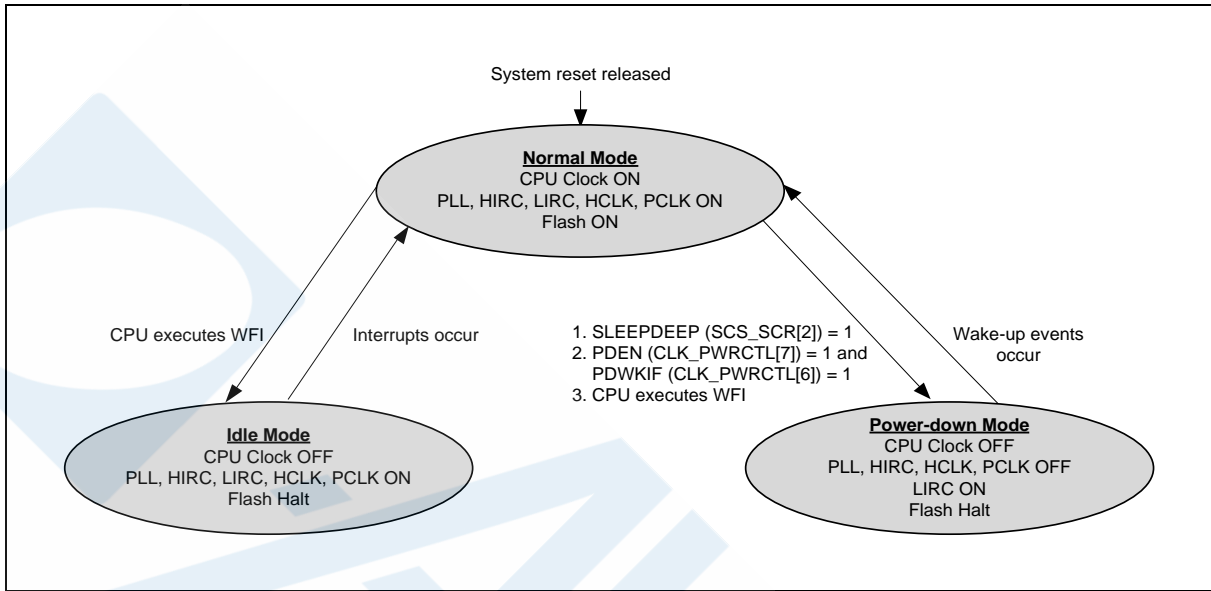 System reset released
Normal Mode
CPU Clock ON
PLL, HIRC, LIRC, HCLK, PCLK ON
Flash ON
CPU executes WFI
Interrupts occur
1. SLEEPDEEP (SCS_SCR[2]) = 1
2. PDEN (CLK_PWRCTL[7]) = 1 and
PDWKIF (CLK_PWRCTL[6]) = 1
3. CPU executes WFI
Wake-up events
occur
Idle Mode
CPU Clock OFF
PLL, HIRC, LIRC, HCLK, PCLK ON
Flash Halt
Power-down Mode
CPU Clock OFF
PLL, HIRC, HCLK, PCLK OFF
LIRC ON
Flash Halt